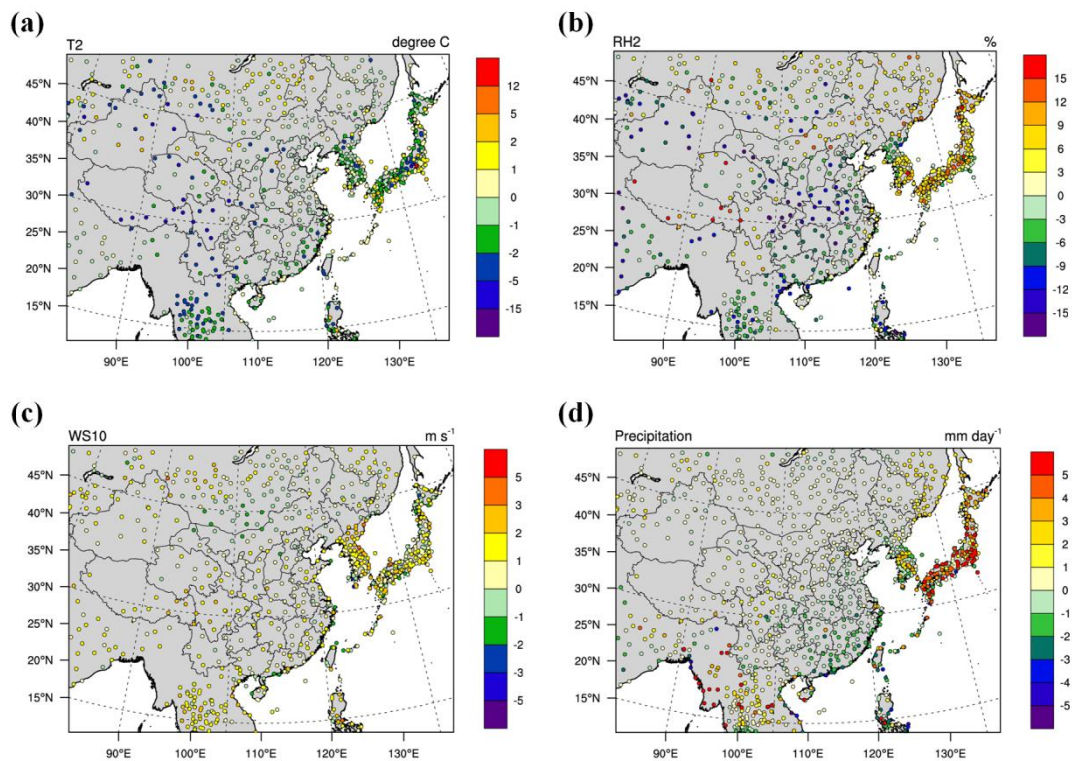 (a)
T2 degree C
45°N
40°N
35°N
30°N
25°N
20°N
15°N
90°E 100°E 110°E 120°E 130°E
12
5
2
1
0
-1
-2
-5
-15
(b)
RH2 %
45°N
40°N
35°N
30°N
25°N
20°N
15°N
90°E 100°E 110°E 120°E 130°E
15
12
9
6
3
0
-3
-6
-9
-12
-15
(c)
WS10 m s⁻¹
45°N
40°N
35°N
30°N
25°N
20°N
15°N
90°E 100°E 110°E 120°E 130°E
5
3
2
1
0
-1
-2
-3
-5
(d)
Precipitation mm day⁻¹
45°N
40°N
35°N
30°N
25°N
20°N
15°N
90°E 100°E 110°E 120°E 130°E
5
4
3
2
1
0
-1
-2
-3
-4
-5